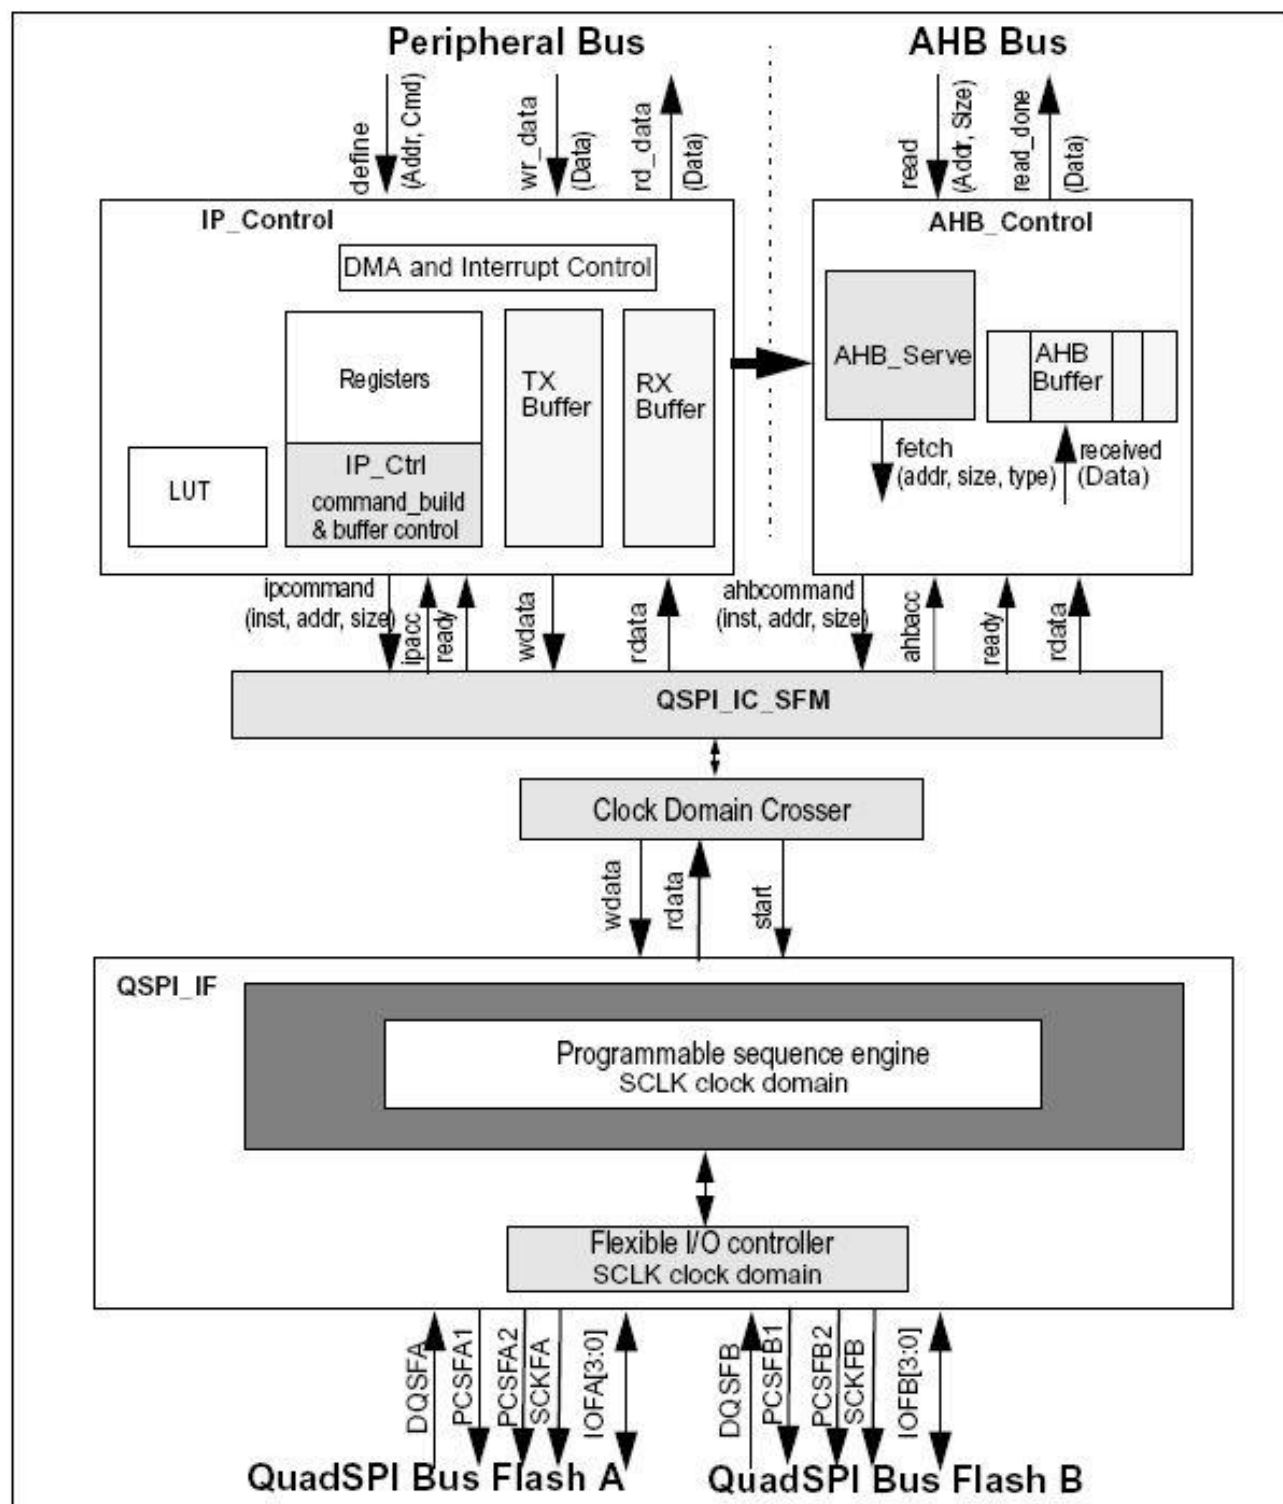 Peripheral Bus
AHB Bus
define
(Addr, Cmd)
wr_data
(Data)
rd_data
(Data)
read
(Addr, Size)
read_done
(Data)
IP_Control
AHB_Control
DMA and Interrupt Control
Registers
TX
Buffer
RX
Buffer
AHB_Serve
AHB
Buffer
LUT
IP_Ctrl
command_build
& buffer control
fetch
(addr, size, type)
received
(Data)
ipcommand
(inst, addr, size)
ipacc
ready
wdata
rdata
ahbcommand
(inst, addr, size)
ahbacc
ready
rdata
QSPI_IC_SFM
Clock Domain Crosser
wdata
rdata
start
QSPI_IF
Programmable sequence engine
SCLK clock domain
Flexible I/O controller
SCLK clock domain
DQSFA
PCSFA1
PCSFA2
SCKFA
IOFA[3:0]
DQSFB
PCSFB1
PCSFB2
SCKFB
IOFB[3:0]
QuadSPI Bus Flash A
QuadSPI Bus Flash B